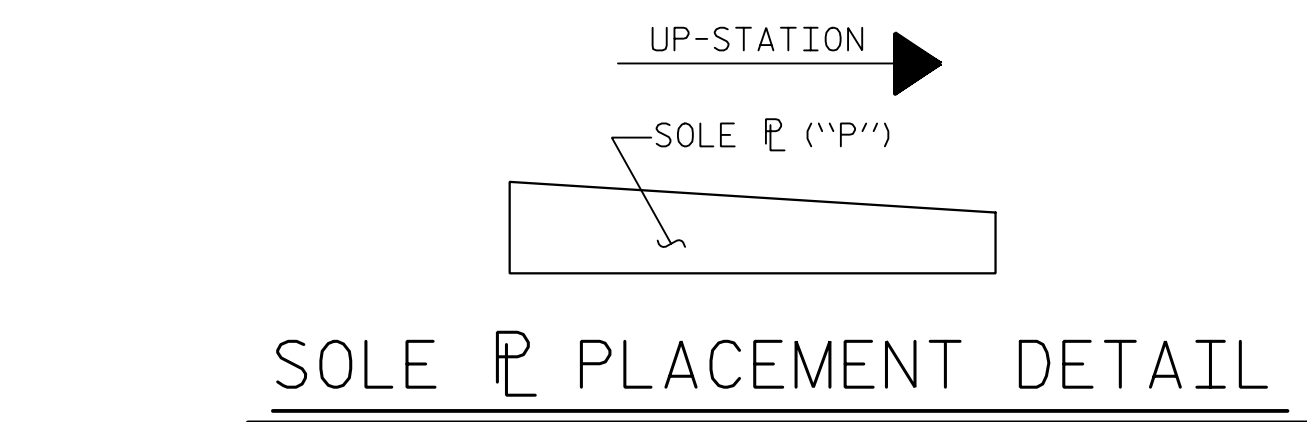 UP-STATION
SOLE ⅊ (‘‘P’’)
SOLE ⅊ PLACEMENT DETAIL